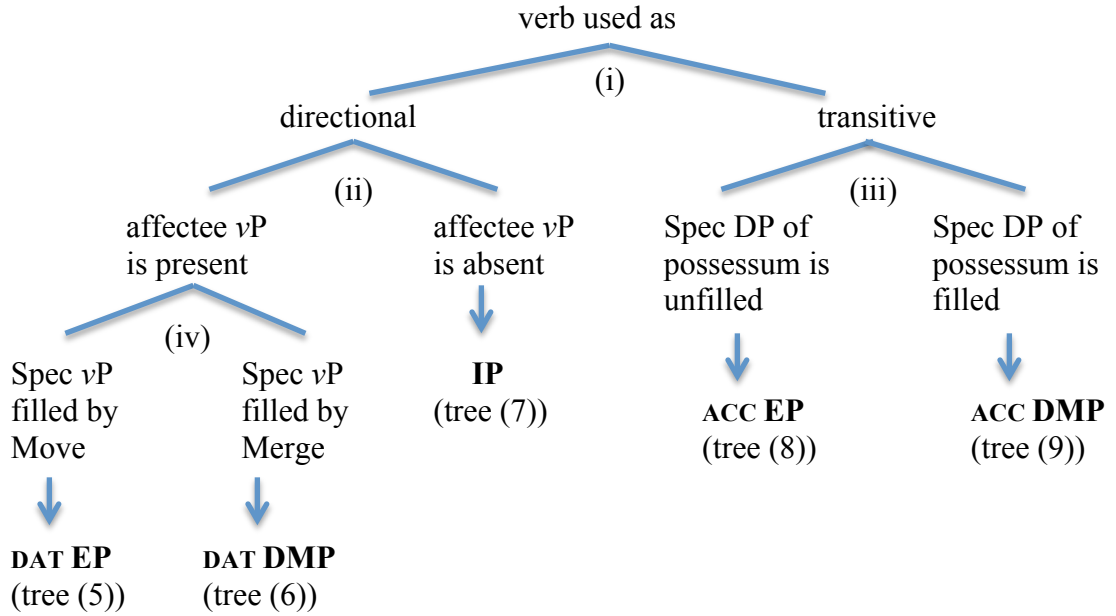 verb used as
(i)
directional
transitive
(ii)
(iii)
affectee vP
is present
affectee vP
is absent
Spec DP of
possessum is
unfilled
Spec DP of
possessum is
filled
(iv)
Spec vP
filled by
Move
Spec vP
filled by
Merge
IP
(tree (7))
ACC EP
(tree (8))
ACC DMP
(tree (9))
DAT EP
(tree (5))
DAT DMP
(tree (6))